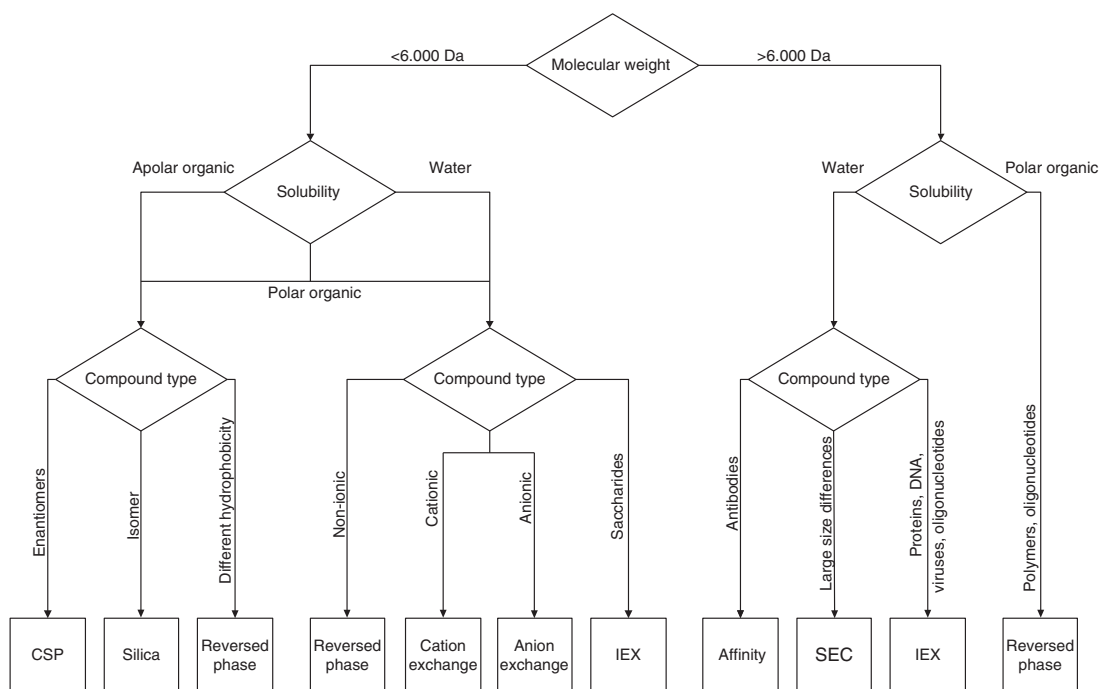 <6.000 Da
Molecular weight
>6.000 Da
Apolar organic
Solubility
Water
Polar organic
Water
Solubility
Polar organic
Compound type
Compound type
Compound type
Enantiomers
Isomer
Different hydrophobicity
Non-ionic
Cationic
Anionic
Saccharides
Antibodies
Large size differences
Proteins, DNA,
viruses, oligonucleotides
Polymers, oligonucleotides
CSP
Silica
Reversed
phase
Reversed
phase
Cation
exchange
Anion
exchange
IEX
Affinity
SEC
IEX
Reversed
phase